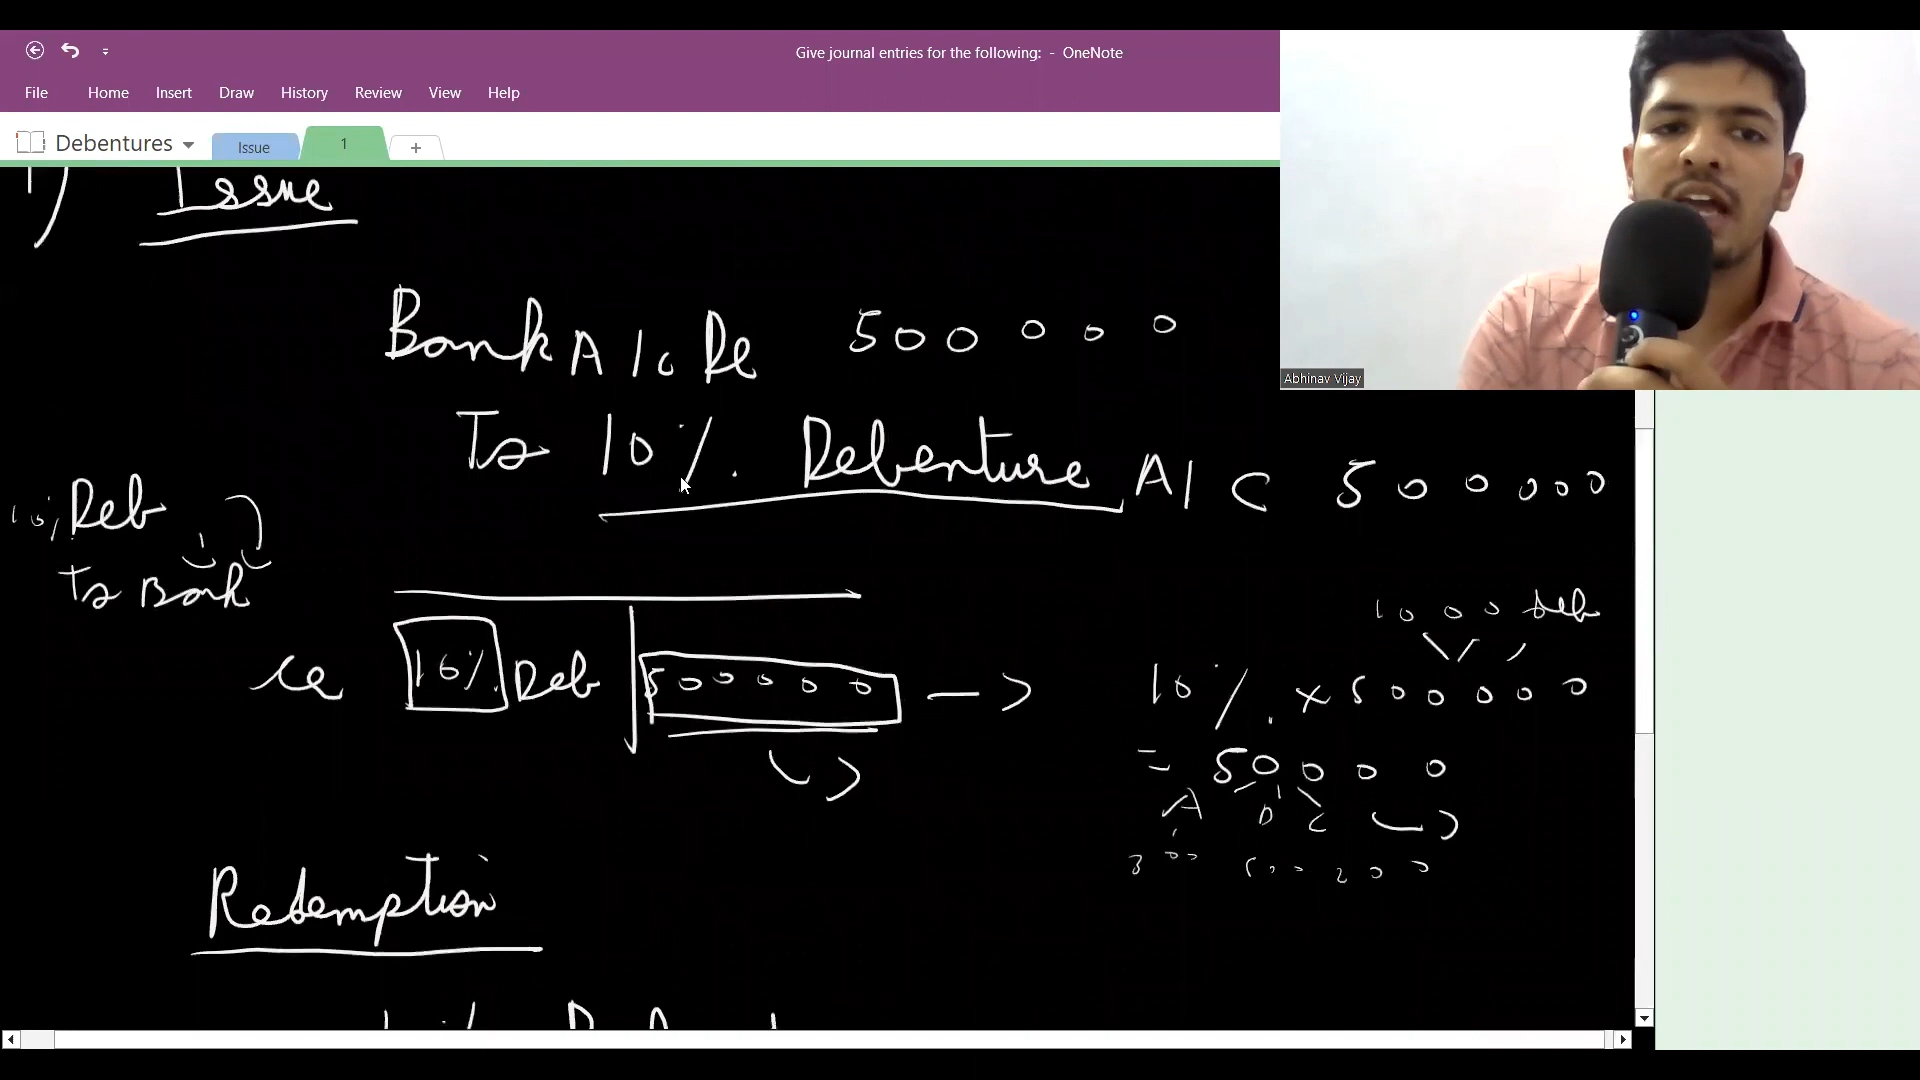 Give journal entries for the following: - OneNote
File Home Insert Draw History Review View Help
Debentures Issue 1 +
1) Issue
Bank A/c Dr 500000
To 10% Debenture A/C 500000
10% Deb
To Bank
1000 Deb
10% Deb 500000 → 10% × 500000
= 50000
A B C
Redemption
Abhinav Vijay